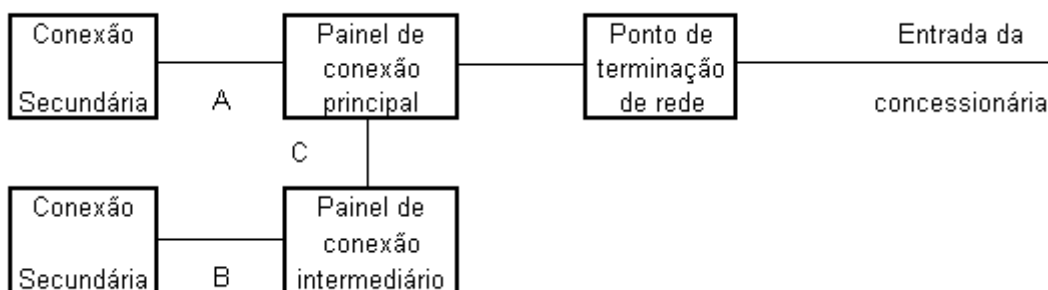 Conexão
Secundária
A
Painel de
conexão
principal
Ponto de
terminação
de rede
Entrada da
concessionária
C
Conexão
Secundária
B
Painel de
conexão
intermediário